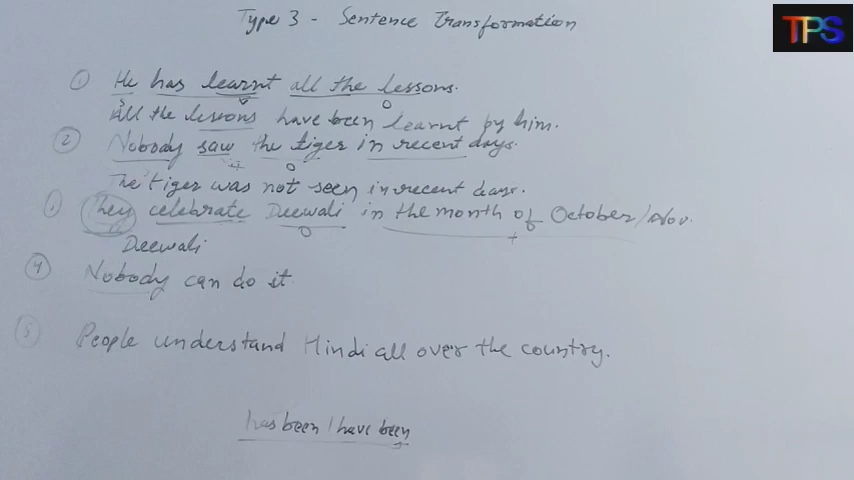 Type 3 - Sentence Transformation
TPS
① He has learnt all the lessons.
All the lessons have been learnt by him.
② Nobody saw the tiger in recent days.
The tiger was not seen in recent days.
They celebrate Deewali in the month of October/Nov.
Deewali
④ Nobody can do it
⑤ People understand Hindi all over the country.
has been / have been